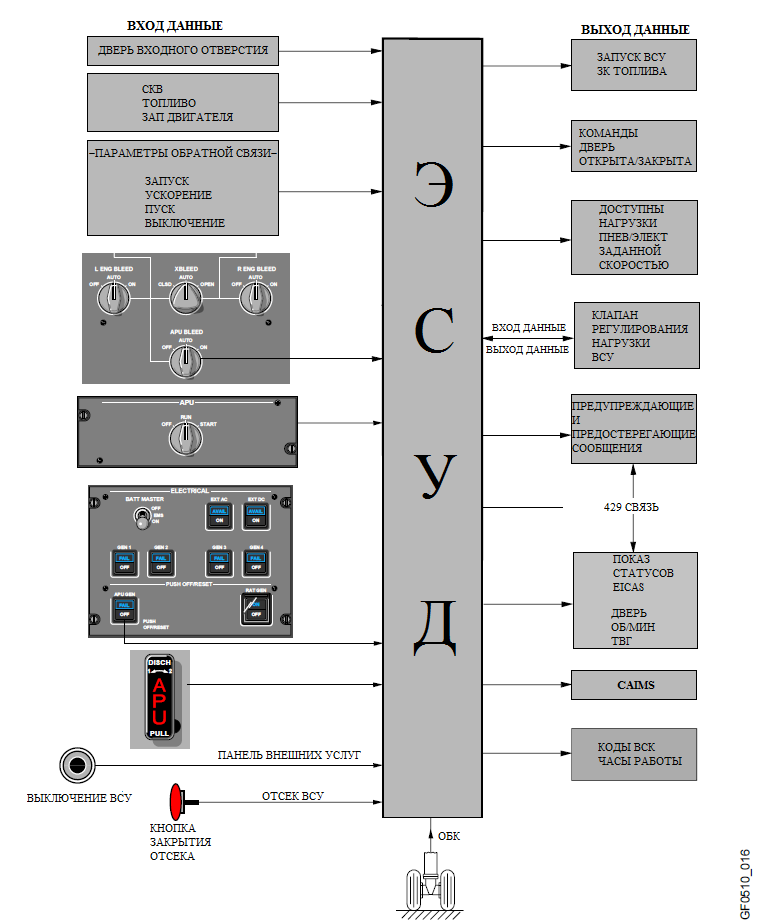 ВХОД ДАННЫЕ
ДВЕРЬ ВХОДНОГО ОТВЕРСТИЯ
СКВ
ТОПЛИВО
ЗАП ДВИГАТЕЛЯ
–ПАРАМЕТРЫ ОБРАТНОЙ СВЯЗИ–
ЗАПУСК
УСКОРЕНИЕ
ПУСК
ВЫКЛЮЧЕНИЕ
L ENG BLEED
XBLEED
R ENG BLEED
AUTO
AUTO
AUTO
OFF
ON
CLSD
OPEN
OFF
ON
APU BLEED
AUTO
OFF
ON
APU
RUN
OFF
START
ELECTRICAL
BATT MASTER
OFF
EMS
ON
EXT AC
AVAIL
ON
EXT DC
AVAIL
ON
GEN 1
FAIL
OFF
GEN 2
FAIL
OFF
GEN 3
FAIL
OFF
GEN 4
FAIL
OFF
PUSH OFF/RESET
APU GEN
FAIL
OFF
PUSH
OFF/RESET
RAT GEN
ON
OFF
DISCH
1
2
APU
PULL
ПАНЕЛЬ ВНЕШНИХ УСЛУГ
ВЫКЛЮЧЕНИЕ ВСУ
ОТСЕК ВСУ
КНОПКА
ЗАКРЫТИЯ
ОТСЕКА
Э
С
У
Д
ОБК
ВЫХОД ДАННЫЕ
ЗАПУСК ВСУ
ЗК ТОПЛИВА
КОМАНДЫ
ДВЕРЬ
ОТКРЫТА/ЗАКРЫТА
ДОСТУПНЫ
НАГРУЗКИ
ПНЕВ/ЭЛЕКТ
ЗАДАННОЙ
СКОРОСТЬЮ
ВХОД ДАННЫЕ
ВЫХОД ДАННЫЕ
КЛАПАН
РЕГУЛИРОВАНИЯ
НАГРУЗКИ
ВСУ
ПРЕДУПРЕЖДАЮЩИЕ
И
ПРЕДОСТЕРЕГАЮЩИЕ
СООБЩЕНИЯ
429 СВЯЗЬ
ПОКАЗ
СТАТУСОВ
EICAS
ДВЕРЬ
ОБ/МИН
ТВГ
CAIMS
КОДЫ ВСК
ЧАСЫ РАБОТЫ
GF0510_016